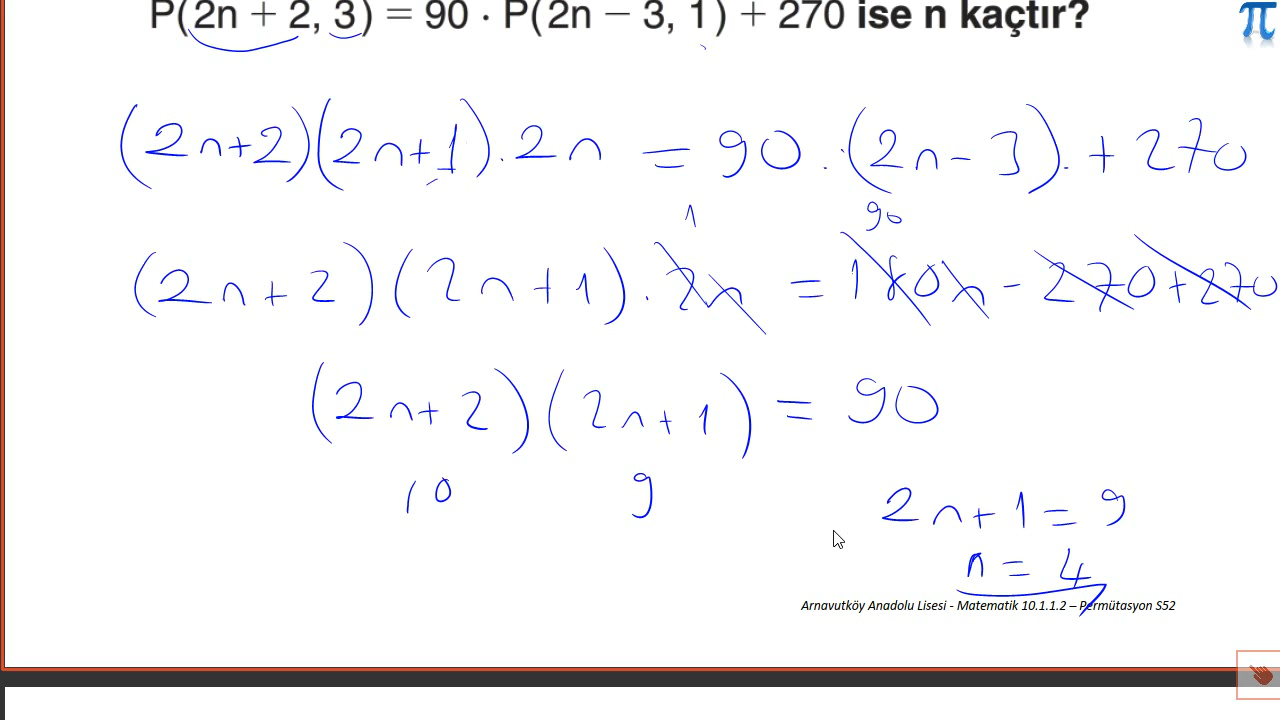 P(2n + 2, 3) = 90 · P(2n − 3, 1) + 270 ise n kaçtır?
π
(2n+2)(2n+1).2n = 90.(2n-3). + 270
1 90
(2n+2)(2n+1).2n = 180n - 270+270
(2n+2)(2n+1) = 90
10 9
2n+1=9
n = 4
Arnavutköy Anadolu Lisesi - Matematik 10.1.1.2 – Permütasyon S52